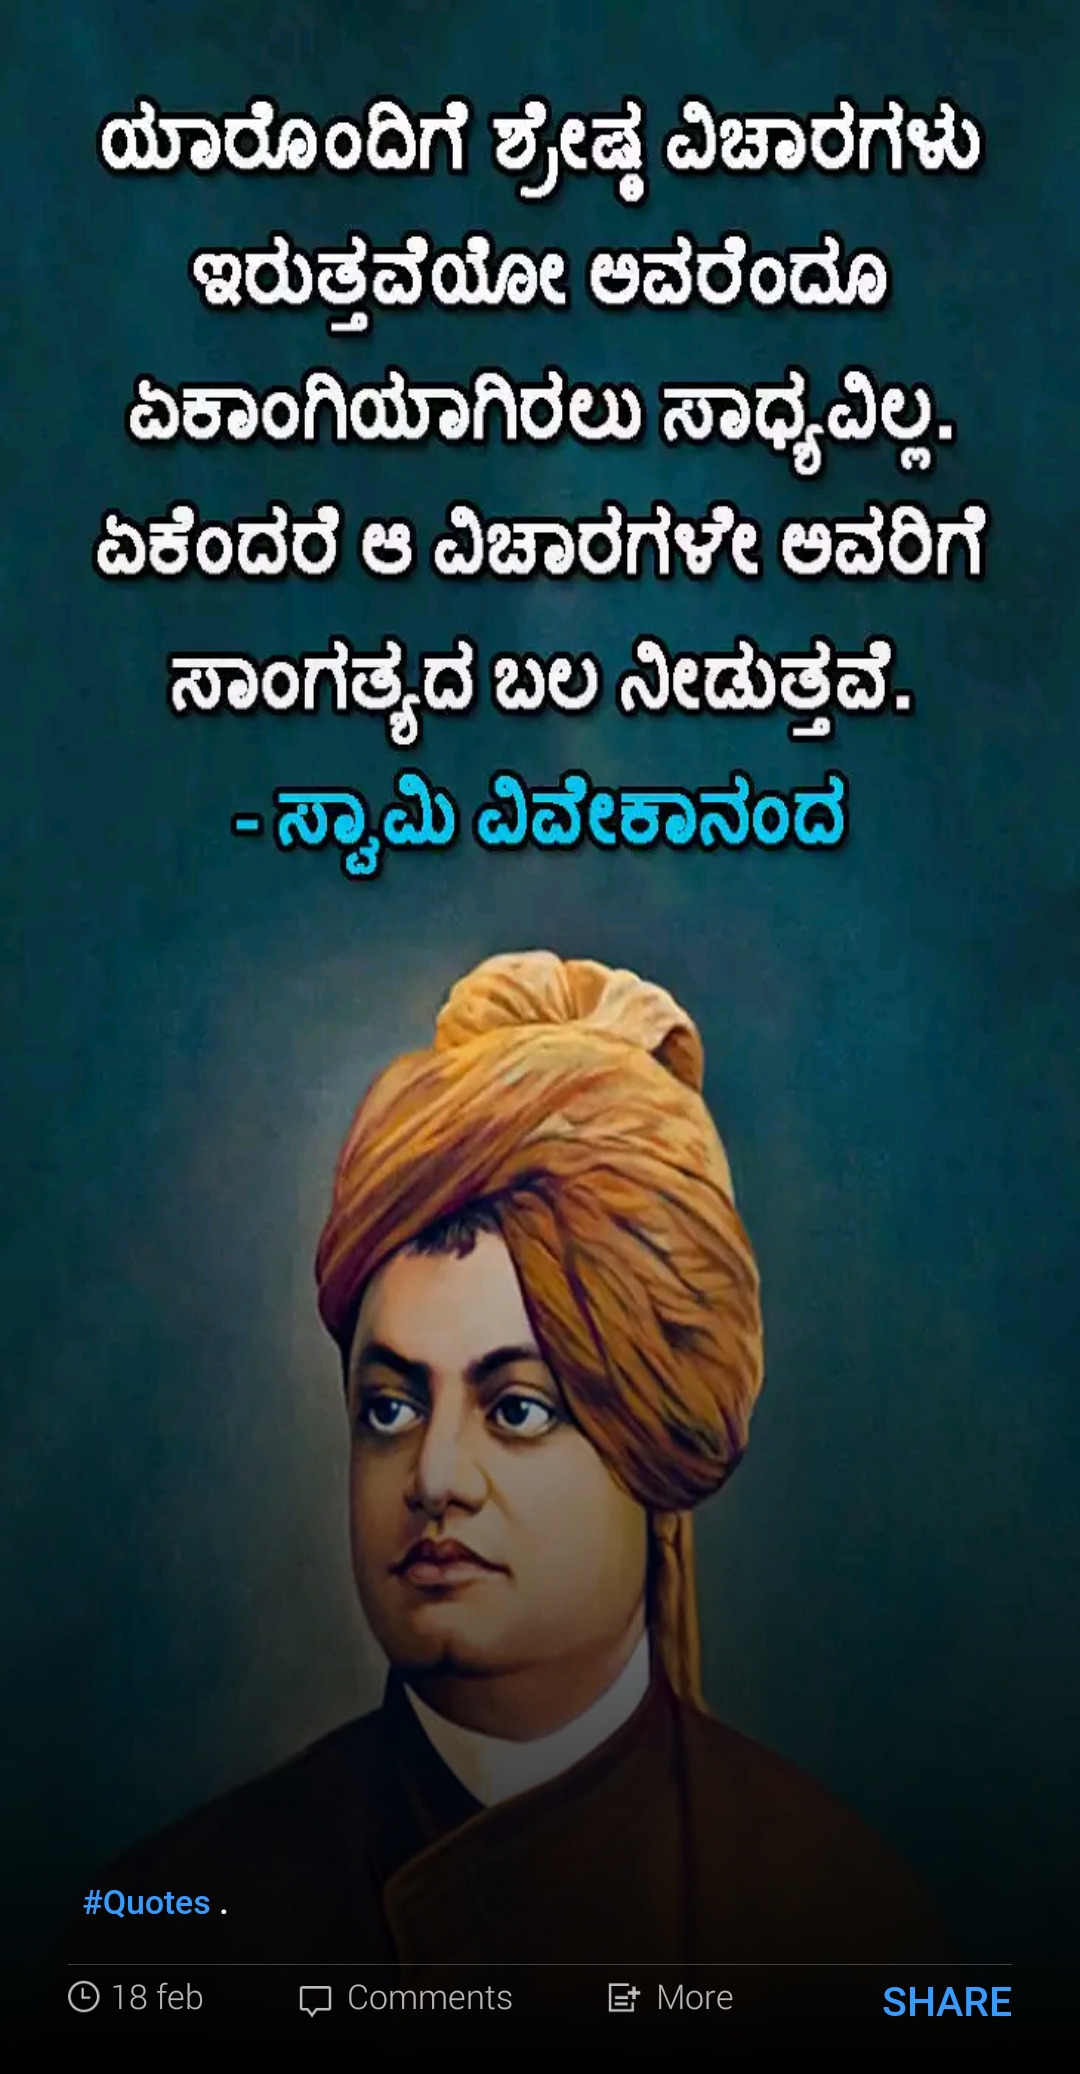 ಯಾರೊಂದಿಗೆ ಶ್ರೇಷ್ಠ ವಿಚಾರಗಳು
ಇರುತ್ತವೆಯೋ ಅವರೆಂದೂ
ಏಕಾಂಗಿಯಾಗಿರಲು ಸಾಧ್ಯವಿಲ್ಲ.
ಏಕೆಂದರೆ ಆ ವಿಚಾರಗಳೇ ಅವರಿಗೆ
ಸಾಂಗತ್ಯದ ಬಲ ನೀಡುತ್ತವೆ.
- ಸ್ವಾಮಿ ವಿವೇಕಾನಂದ
#Quotes .
18 feb Comments More SHARE